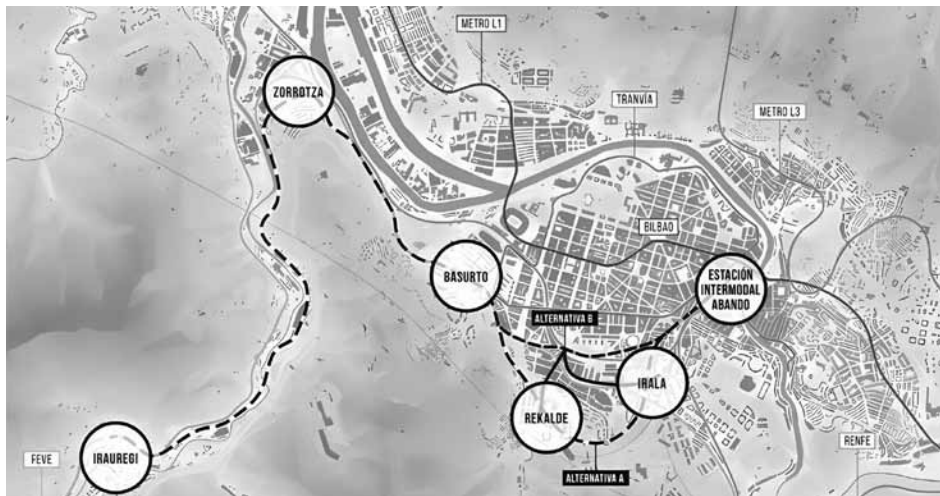 METRO L1
ZORROTZA
TRANVÍA
METRO L3
BILBAO
BASURTO
ESTACIÓN
INTERMODAL
ABANDO
ALTERNATIVA B
IRALA
REKALDE
IRAUREGI
FEVE
RENFE
ALTERNATIVA A